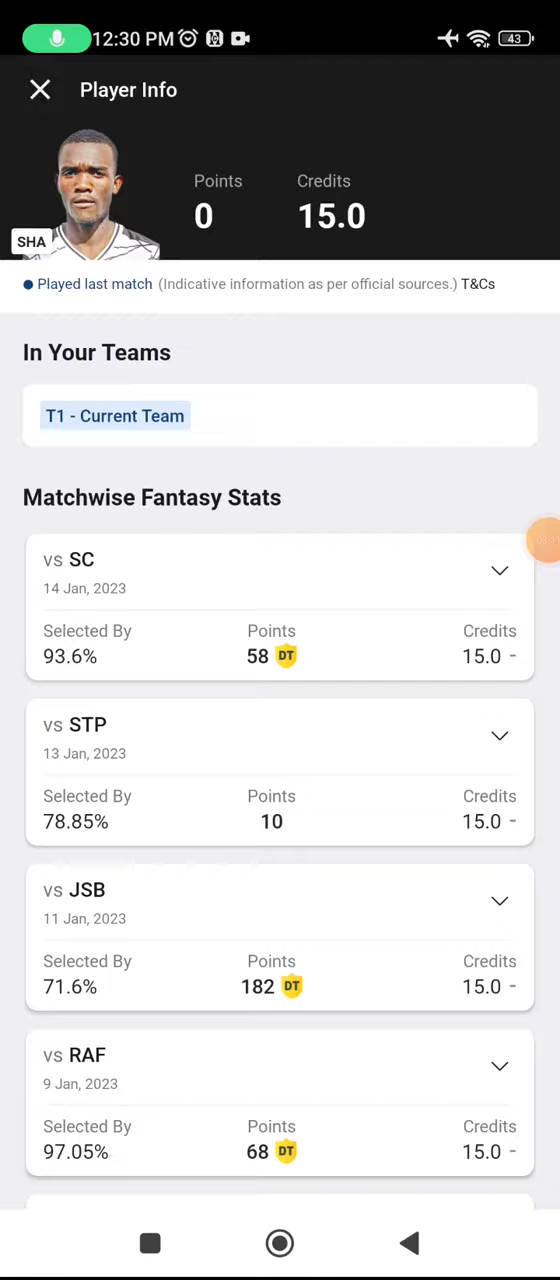 12:30 PM 43
Player Info
Points Credits
0 15.0
SHA
Played last match (Indicative information as per official sources.) T&Cs
In Your Teams
T1 - Current Team
Matchwise Fantasy Stats
vs SC
14 Jan, 2023
Selected By Points Credits
93.6% 58 DT 15.0 -
vs STP
13 Jan, 2023
Selected By Points Credits
78.85% 10 15.0 -
vs JSB
11 Jan, 2023
Selected By Points Credits
71.6% 182 DT 15.0 -
vs RAF
9 Jan, 2023
Selected By Points Credits
97.05% 68 DT 15.0 -